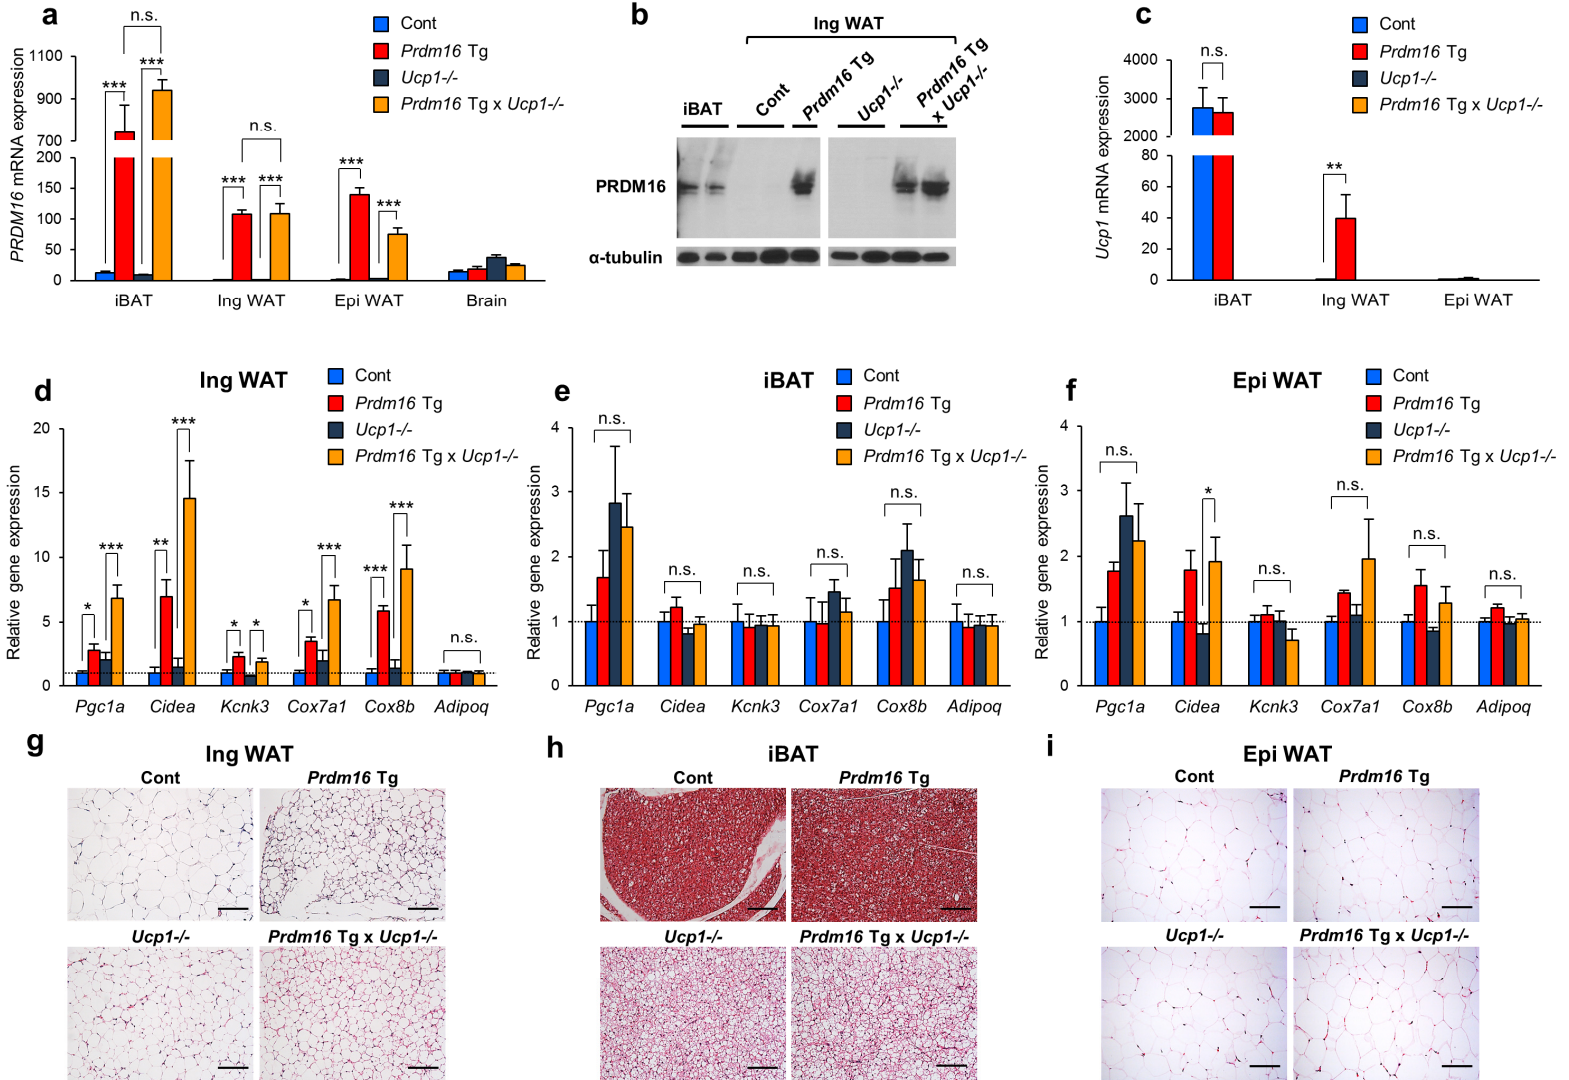 a
n.s.
Cont
Prdm16 Tg
Ucp1-/-
Prdm16 Tg x Ucp1-/-
PRDM16 mRNA expression
1100
900
700
200
150
100
50
0
***
***
***
n.s.
***
***
***
iBAT
Ing WAT
Epi WAT
Brain
b
Ing WAT
iBAT
Cont
Prdm16 Tg
Ucp1-/-
Prdm16 Tg
x Ucp1-/-
PRDM16
α-tubulin
c
Cont
Prdm16 Tg
Ucp1-/-
Prdm16 Tg x Ucp1-/-
Ucp1 mRNA expression
4000
3000
2000
80
60
40
20
0
n.s.
**
iBAT
Ing WAT
Epi WAT
d
Ing WAT
Cont
Prdm16 Tg
Ucp1-/-
Prdm16 Tg x Ucp1-/-
Relative gene expression
20
15
10
5
0
*
***
**
***
*
*
*
***
***
***
n.s.
Pgc1a
Cidea
Kcnk3
Cox7a1
Cox8b
Adipoq
e
iBAT
Cont
Prdm16 Tg
Ucp1-/-
Prdm16 Tg x Ucp1-/-
Relative gene expression
4
3
2
1
0
n.s.
n.s.
n.s.
n.s.
n.s.
n.s.
Pgc1a
Cidea
Kcnk3
Cox7a1
Cox8b
Adipoq
f
Epi WAT
Cont
Prdm16 Tg
Ucp1-/-
Prdm16 Tg x Ucp1-/-
Relative gene expression
4
3
2
1
0
n.s.
*
n.s.
n.s.
n.s.
n.s.
Pgc1a
Cidea
Kcnk3
Cox7a1
Cox8b
Adipoq
g
Ing WAT
Cont
Prdm16 Tg
Ucp1-/-
Prdm16 Tg x Ucp1-/-
h
iBAT
Cont
Prdm16 Tg
Ucp1-/-
Prdm16 Tg x Ucp1-/-
i
Epi WAT
Cont
Prdm16 Tg
Ucp1-/-
Prdm16 Tg x Ucp1-/-